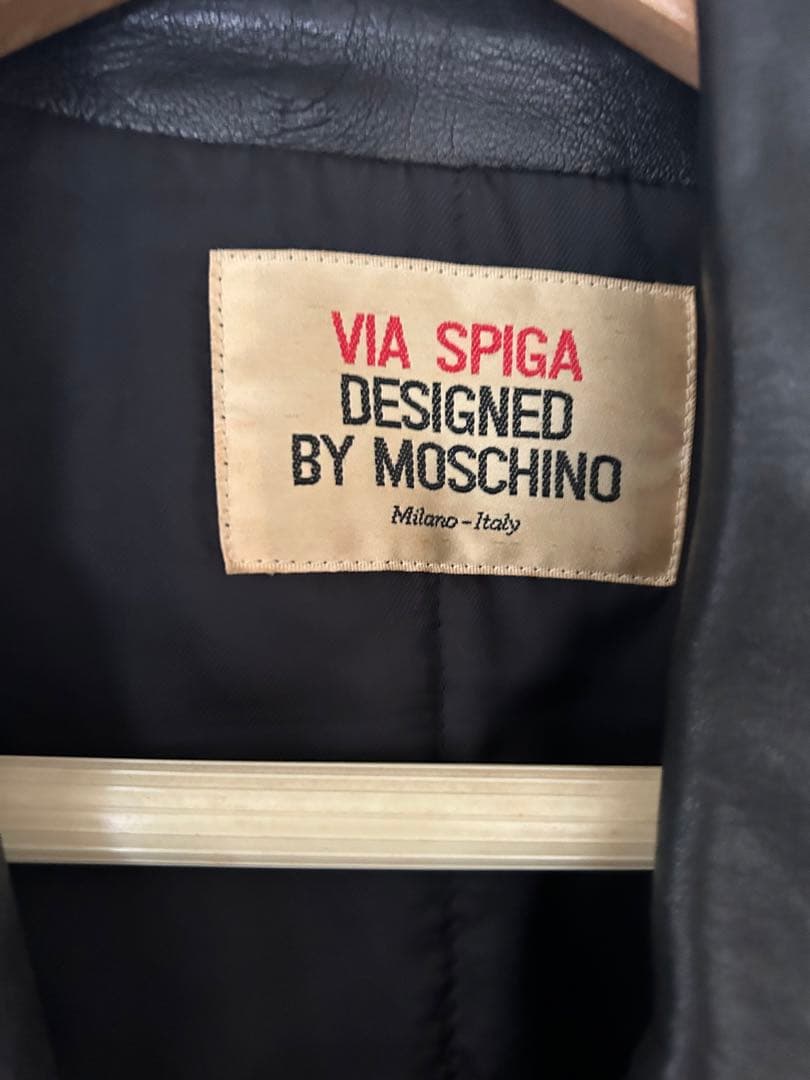 VIA SPIGA
DESIGNED
BY MOSCHINO
Milano-Italy